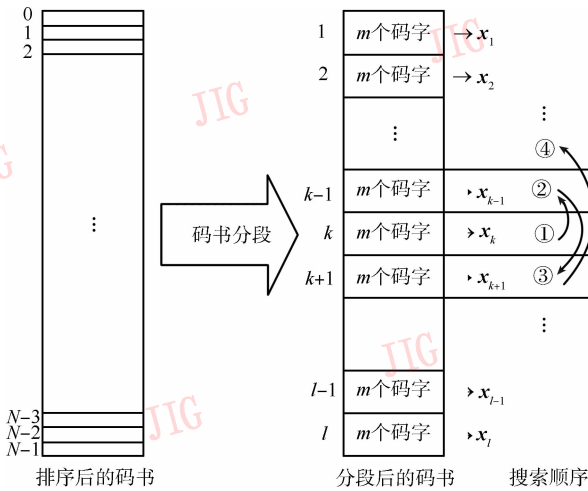 0
1
2
⋮
N-3
N-2
N-1
排序后的码书
码书分段
1 m个码字 → x₁
2 m个码字 → x₂
⋮ ⋮
④
k-1 m个码字 → xₖ₋₁ ②
k m个码字 → xₖ ①
k+1 m个码字 → xₖ₊₁ ③
⋮ ⋮
l-1 m个码字 → xₗ₋₁
l m个码字 → xₗ
分段后的码书 搜索顺序
JIG
JIG
JIG
JIG
JIG